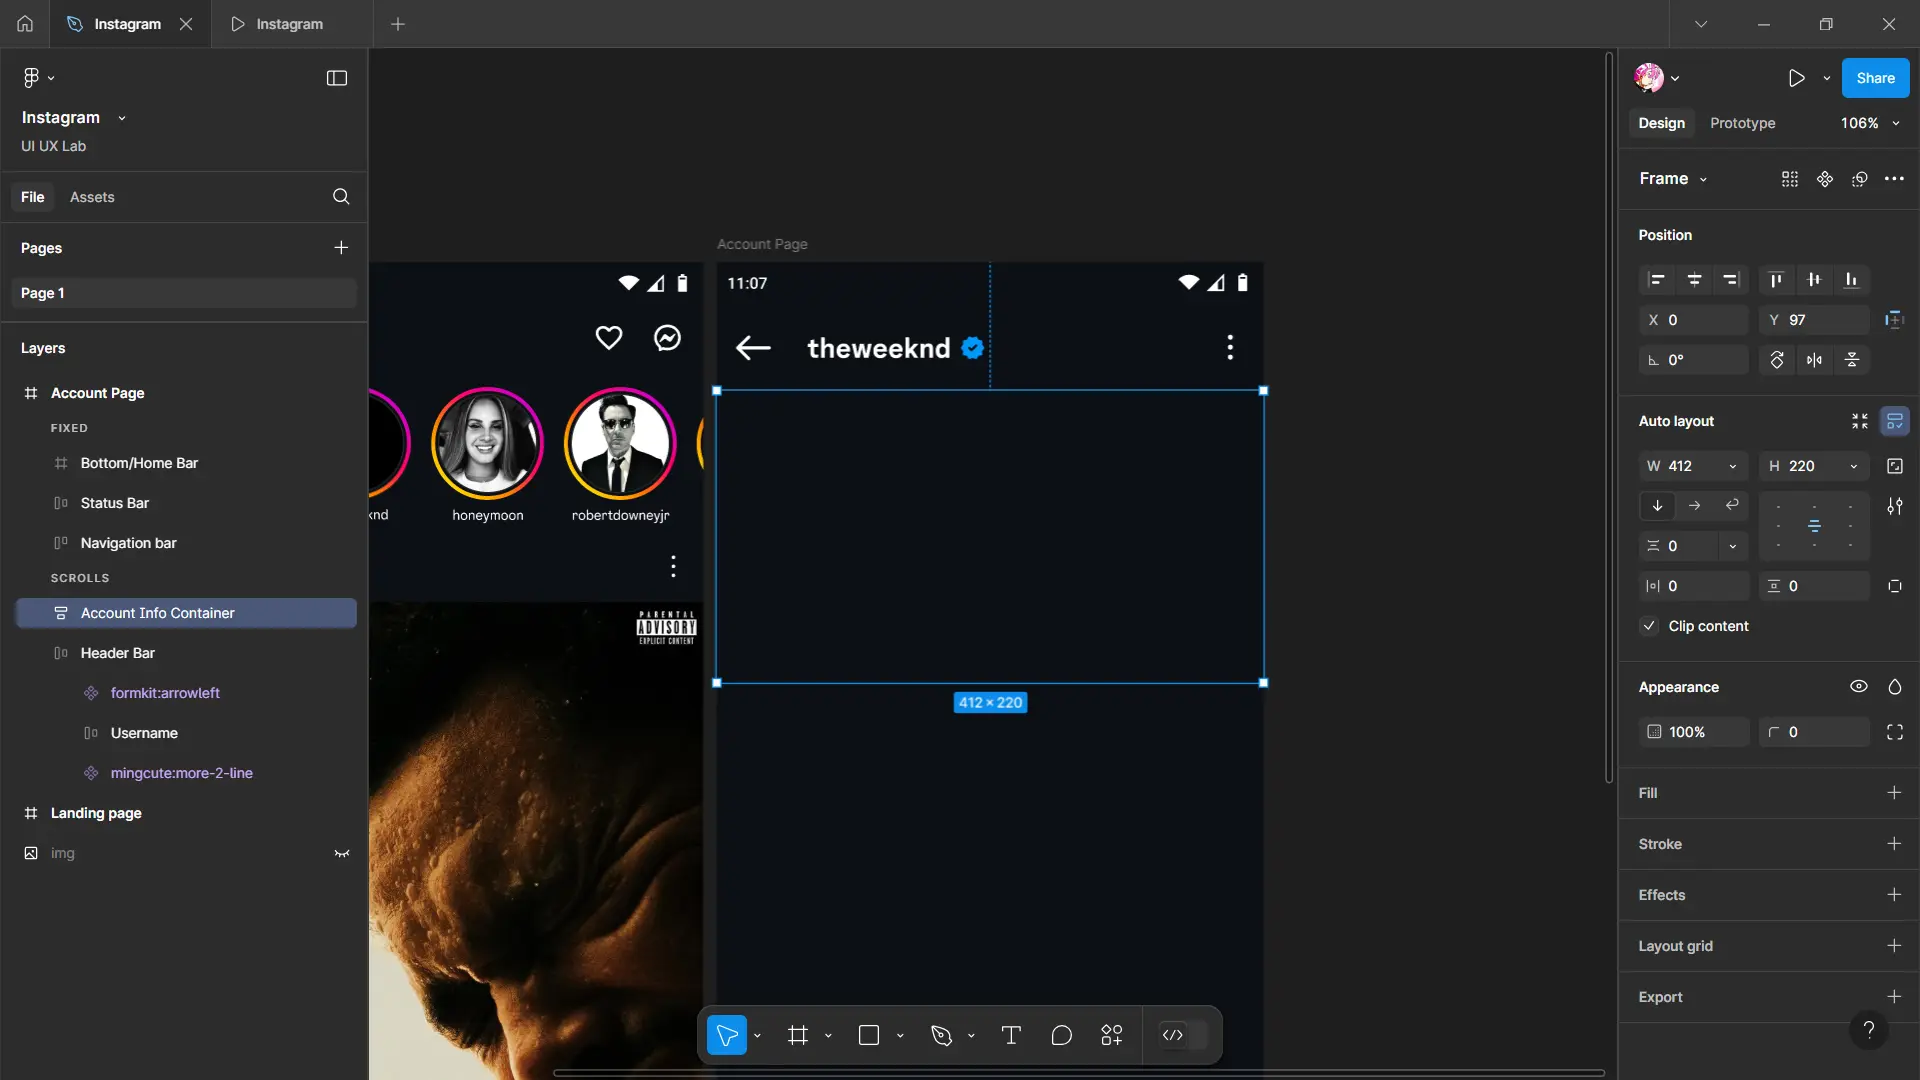 Instagram
Instagram
Instagram
UI UX Lab
File
Assets
Pages
Page 1
Layers
Account Page
FIXED
Bottom/Home Bar
Status Bar
Navigation bar
SCROLLS
Account Info Container
Header Bar
formkit:arrowleft
Username
mingcute:more-2-line
Landing page
img
knd
honeymoon
robertdowneyjr
PARENTAL
ADVISORY
EXPLICIT CONTENT
Account Page
11:07
theweeknd
412 × 220
Share
Design
Prototype
106%
Frame
Position
X 0
Y 97
0°
Auto layout
W 412
H 220
0
0
0
Clip content
Appearance
100%
0
Fill
Stroke
Effects
Layout grid
Export
?